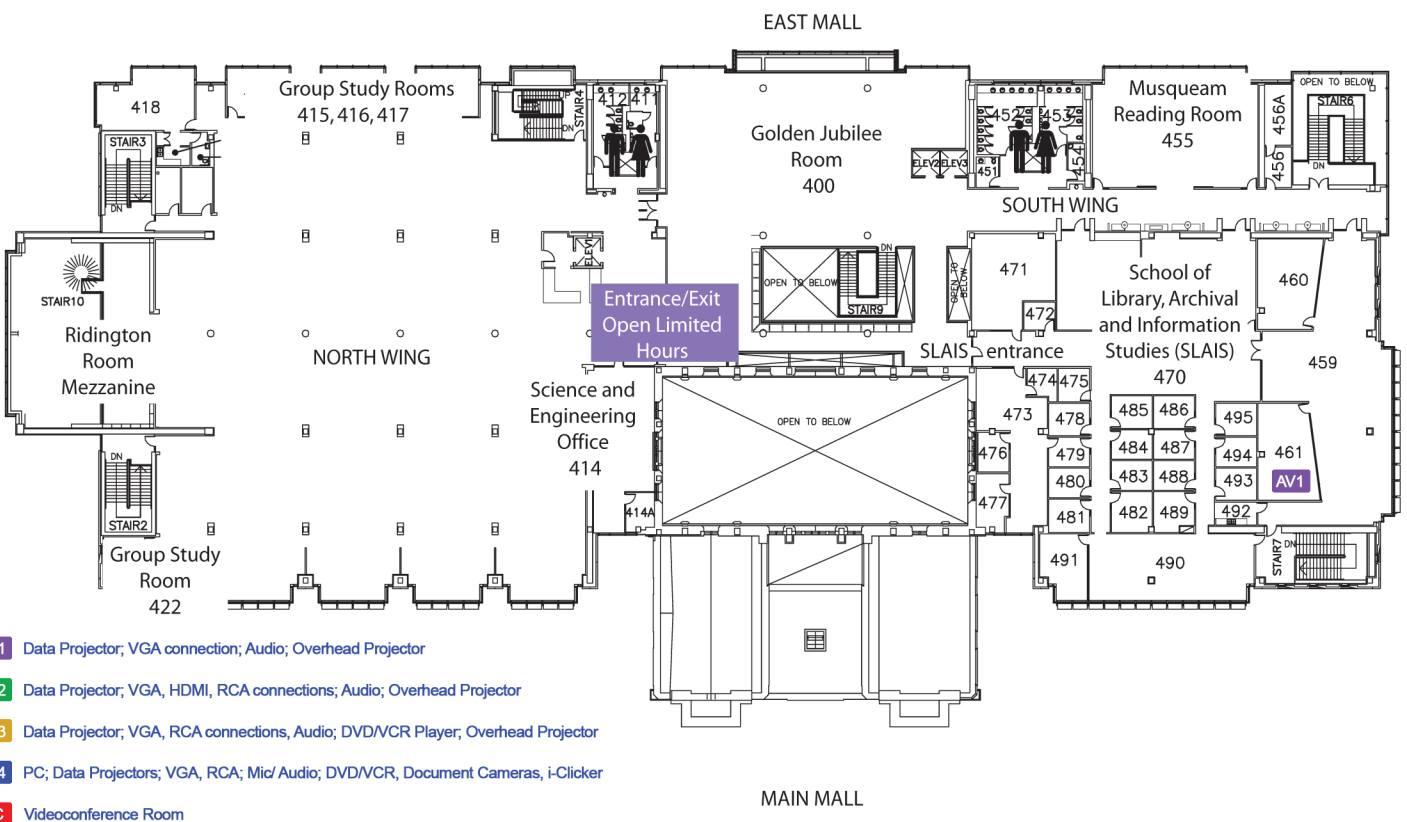 EAST MALL
418
Group Study Rooms
415, 416, 417
STAIR3
DN
STAIR4
DN
412
411
Golden Jubilee
Room
400
ELEV2
ELEV3
452
453
451
454
Musqueam
Reading Room
455
456A
456
OPEN TO BELOW
STAIR6
DN
SOUTH WING
STAIR10
Ridington
Room
Mezzanine
NORTH WING
ELEV1
Entrance/Exit
Open Limited
Hours
OPEN TO BELOW
DN
STAIR9
OPEN TO
BELOW
471
472
School of
Library, Archival
and Information
Studies (SLAIS)
470
460
459
SLAIS entrance
Science and
Engineering
Office
414
414A
OPEN TO BELOW
473
474
475
478
476
479
480
477
481
485
486
484
487
483
488
482
489
495
494
493
492
461
AV1
491
490
STAIR7
DN
DN
STAIR2
Group Study
Room
422
1 Data Projector; VGA connection; Audio; Overhead Projector
2 Data Projector; VGA, HDMI, RCA connections; Audio; Overhead Projector
3 Data Projector; VGA, RCA connections, Audio; DVD/VCR Player; Overhead Projector
4 PC; Data Projectors; VGA, RCA; Mic/ Audio; DVD/VCR, Document Cameras, i-Clicker
C Videoconference Room
MAIN MALL